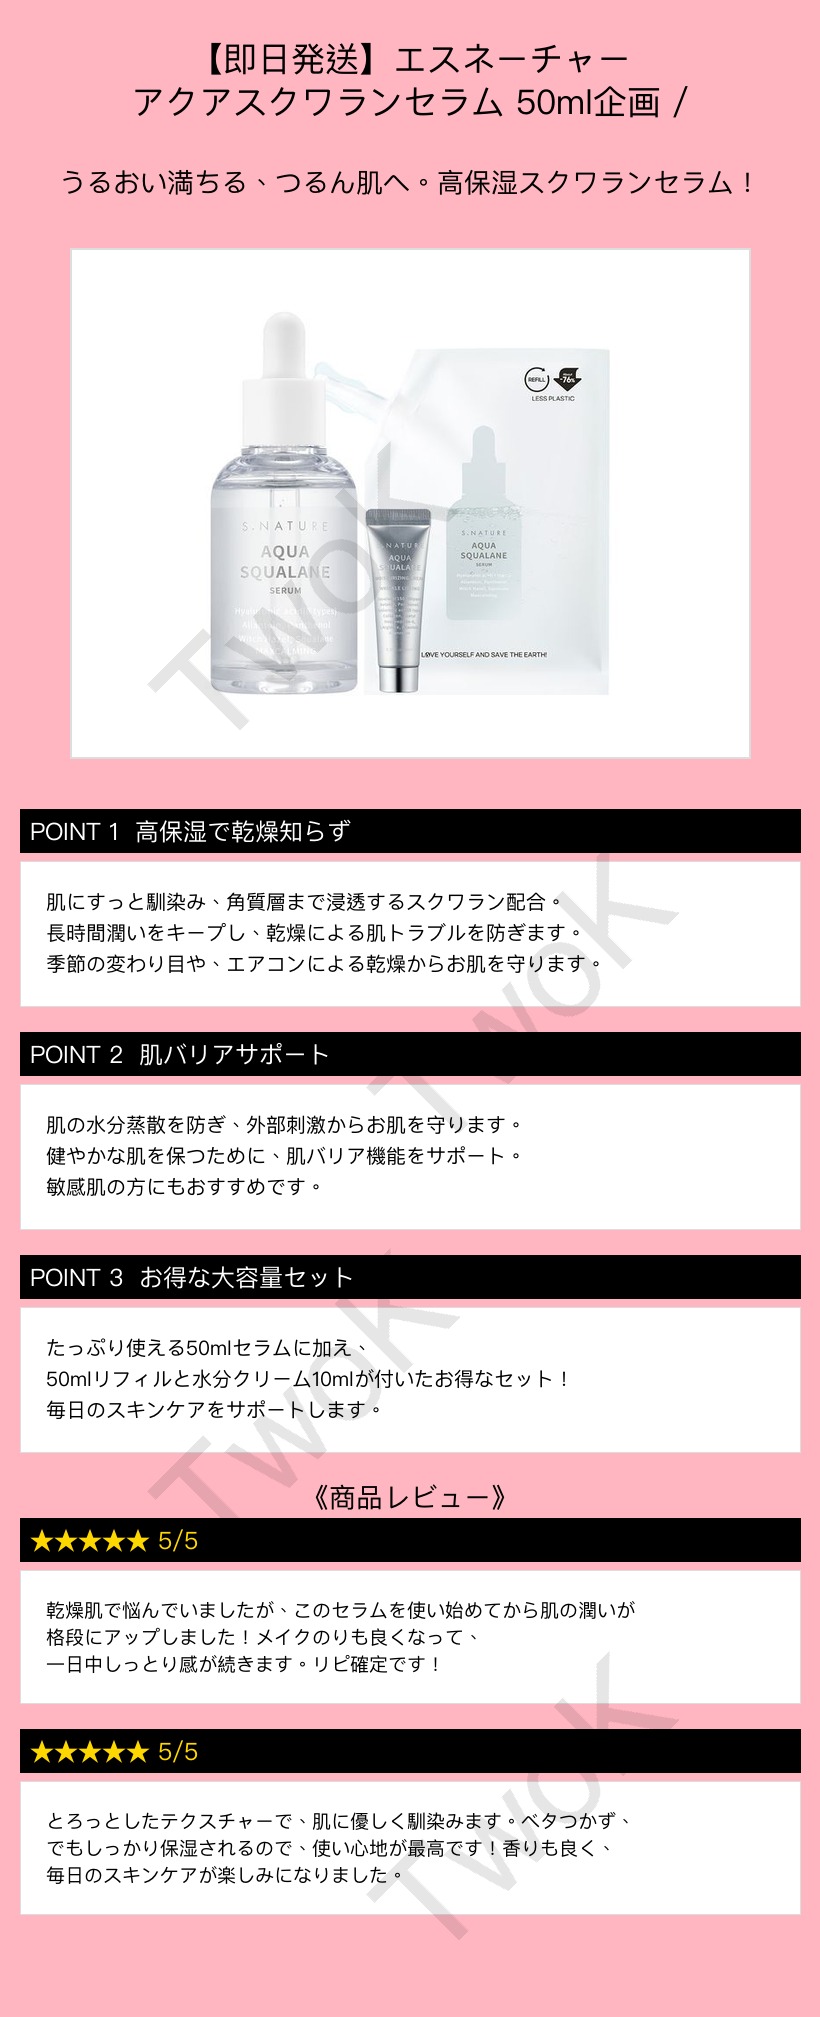 【即日発送】エスネーチャー
アクアスクワランセラム 50ml企画 /
うるおい満ちる、つるん肌へ。高保湿スクワランセラム！
REFILL
-76%
LESS PLASTIC
S.NATURE
AQUA
SQUALANE
SERUM
S.NATURE
AQUA
SQUALANE
SERUM
LOVE YOURSELF AND SAVE THE EARTH!
TwoK
POINT 1 高保湿で乾燥知らず
肌にすっと馴染み、角質層まで浸透するスクワラン配合。
長時間潤いをキープし、乾燥による肌トラブルを防ぎます。
季節の変わり目や、エアコンによる乾燥からお肌を守ります。
TwoK
POINT 2 肌バリアサポート
肌の水分蒸散を防ぎ、外部刺激からお肌を守ります。
健やかな肌を保つために、肌バリア機能をサポート。
敏感肌の方にもおすすめです。
POINT 3 お得な大容量セット
たっぷり使える50mlセラムに加え、
50mlリフィルと水分クリーム10mlが付いたお得なセット！
毎日のスキンケアをサポートします。
TwoK
《商品レビュー》
★★★★★ 5/5
乾燥肌で悩んでいましたが、このセラムを使い始めてから肌の潤いが
格段にアップしました！メイクのりも良くなって、
一日中しっとり感が続きます。リピ確定です！
★★★★★ 5/5
とろっとしたテクスチャーで、肌に優しく馴染みます。ベタつかず、
でもしっかり保湿されるので、使い心地が最高です！香りも良く、
毎日のスキンケアが楽しみになりました。
TwoK